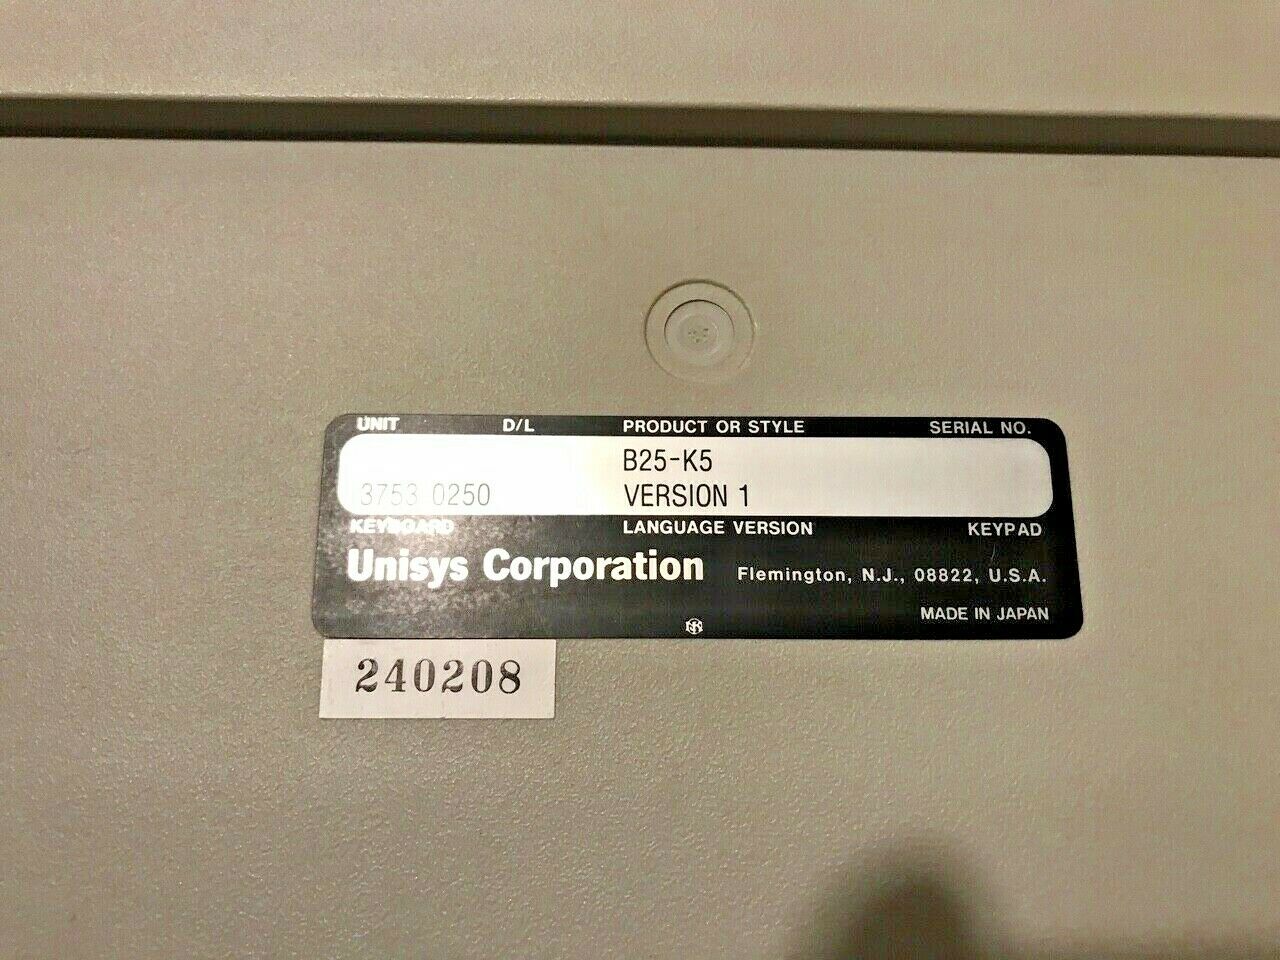 UNIT D/L PRODUCT OR STYLE SERIAL NO.
B25-K5
3753 0250 VERSION 1
KEYBOARD LANGUAGE VERSION KEYPAD
Unisys Corporation Flemington, N.J., 08822, U.S.A.
MADE IN JAPAN
240208